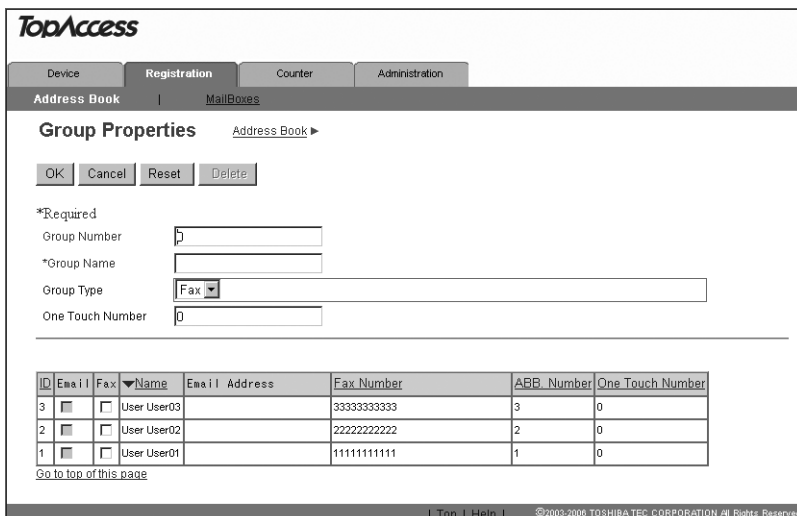 TopAccess
Device Registration Counter Administration
Address Book | MailBoxes
Group Properties Address Book ▶
OK Cancel Reset Delete
*Required
Group Number
*Group Name
Group Type Fax
One Touch Number 0
ID Email Fax ▼Name Email Address Fax Number ABB. Number One Touch Number
3 User User03 33333333333 3 0
2 User User02 22222222222 2 0
1 User User01 11111111111 1 0
Go to top of this page
| Top | Help | ©2003-2006 TOSHIBA TEC CORPORATION All Rights Reserved